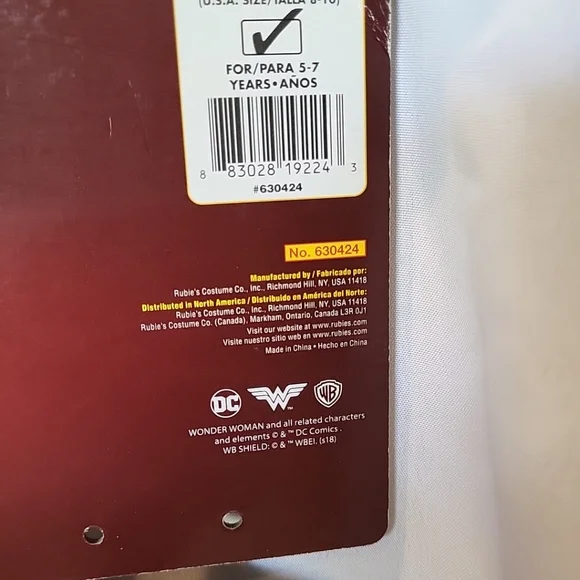 (U.S.A. SIZE/TALLA 8-10)
FOR/PARA 5-7
YEARS•AÑOS
8 83028 19224 3
#630424
No. 630424
Manufactured by / Fabricado por:
Rubie's Costume Co., Inc., Richmond Hill, NY, USA 11418
Distributed in North America / Distribuido en América del Norte:
Rubie's Costume Co., Inc., Richmond Hill, NY, USA 11418
Rubie's Costume Co. (Canada), Markham, Ontario, Canada L3R 0J1
Visit our website at www.rubies.com
Visite nuestro sitio web en www.rubies.com
Made in China • Hecho en China
DC W™ WB
WONDER WOMAN and all related characters
and elements © & ™ DC Comics .
WB SHIELD: © & ™ WBEI. (s18)